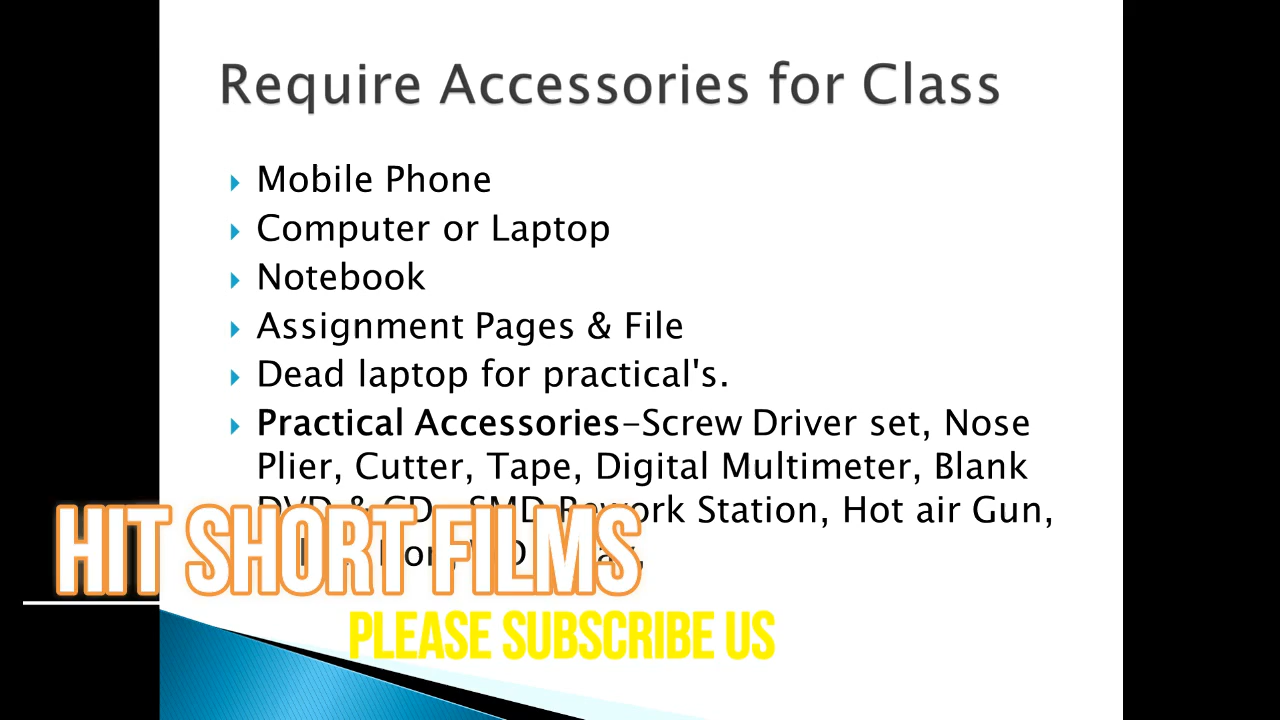 Require Accessories for Class
Mobile Phone
Computer or Laptop
Notebook
Assignment Pages & File
Dead laptop for practical's.
Practical Accessories-Screw Driver set, Nose
Plier, Cutter, Tape, Digital Multimeter, Blank
DVD & CD, SMD Rework Station, Hot air Gun,
HIT SHORT FILMS
PLEASE SUBSCRIBE US